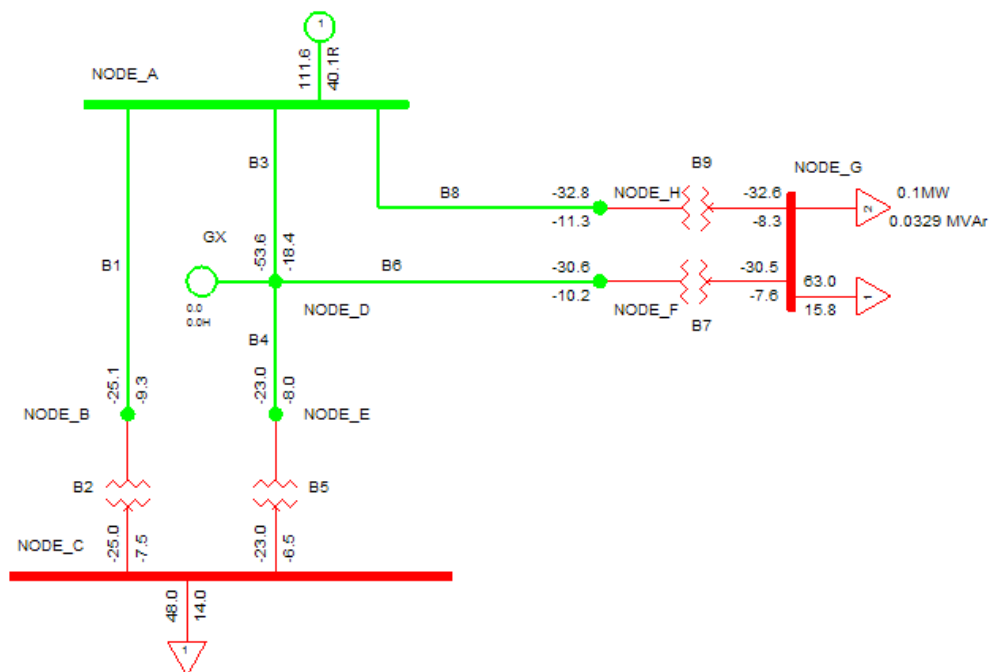 1
111.6
40.1R
NODE_A
B3
B9
NODE_G
B8
-32.8
NODE_H
-32.6
2
0.1MW
-11.3
-8.3
0.0329 MVAr
GX
-53.6
-18.4
B1
B6
-30.6
-30.5
63.0
1
0.0
0.0H
NODE_D
-10.2
NODE_F
-7.6
15.8
B7
B4
-25.1
-9.3
-23.0
-8.0
NODE_B
NODE_E
B2
B5
NODE_C
-25.0
-7.5
-23.0
-6.5
48.0
14.0
1